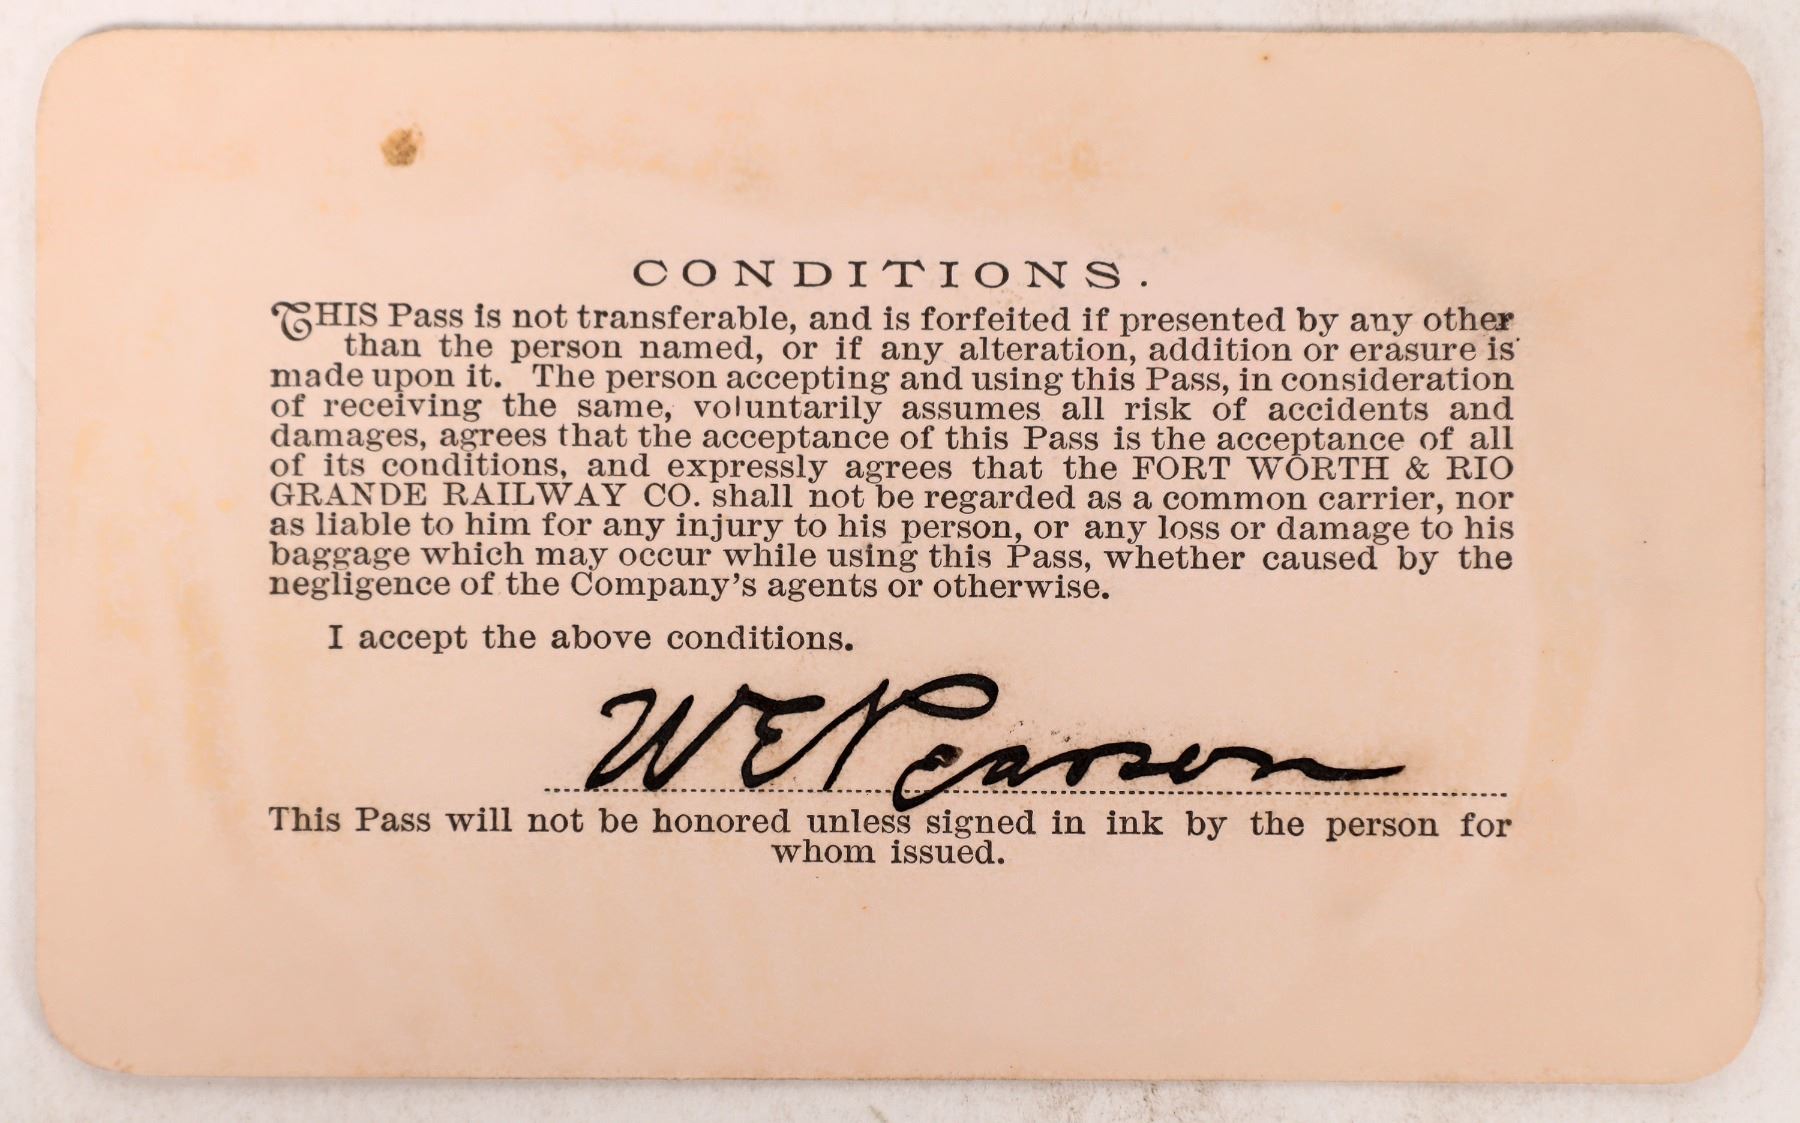 CONDITIONS.
THIS Pass is not transferable, and is forfeited if presented by any other
than the person named, or if any alteration, addition or erasure is
made upon it. The person accepting and using this Pass, in consideration
of receiving the same, voluntarily assumes all risk of accidents and
damages, agrees that the acceptance of this Pass is the acceptance of all
of its conditions, and expressly agrees that the FORT WORTH & RIO
GRANDE RAILWAY CO. shall not be regarded as a common carrier, nor
as liable to him for any injury to his person, or any loss or damage to his
baggage which may occur while using this Pass, whether caused by the
negligence of the Company's agents or otherwise.
I accept the above conditions.
W E Pearson
This Pass will not be honored unless signed in ink by the person for
whom issued.